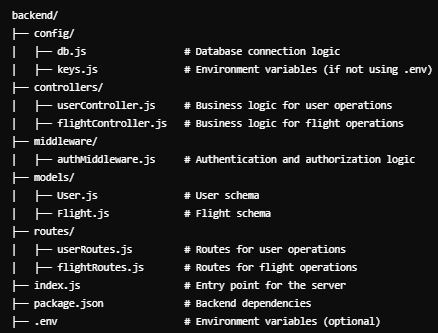 backend/
├── config/
│   ├── db.js                # Database connection logic
│   ├── keys.js              # Environment variables (if not using .env)
├── controllers/
│   ├── userController.js    # Business logic for user operations
│   ├── flightController.js  # Business logic for flight operations
├── middleware/
│   ├── authMiddleware.js    # Authentication and authorization logic
├── models/
│   ├── User.js              # User schema
│   ├── Flight.js            # Flight schema
├── routes/
│   ├── userRoutes.js        # Routes for user operations
│   ├── flightRoutes.js      # Routes for flight operations
├── index.js                 # Entry point for the server
├── package.json             # Backend dependencies
├── .env                     # Environment variables (optional)